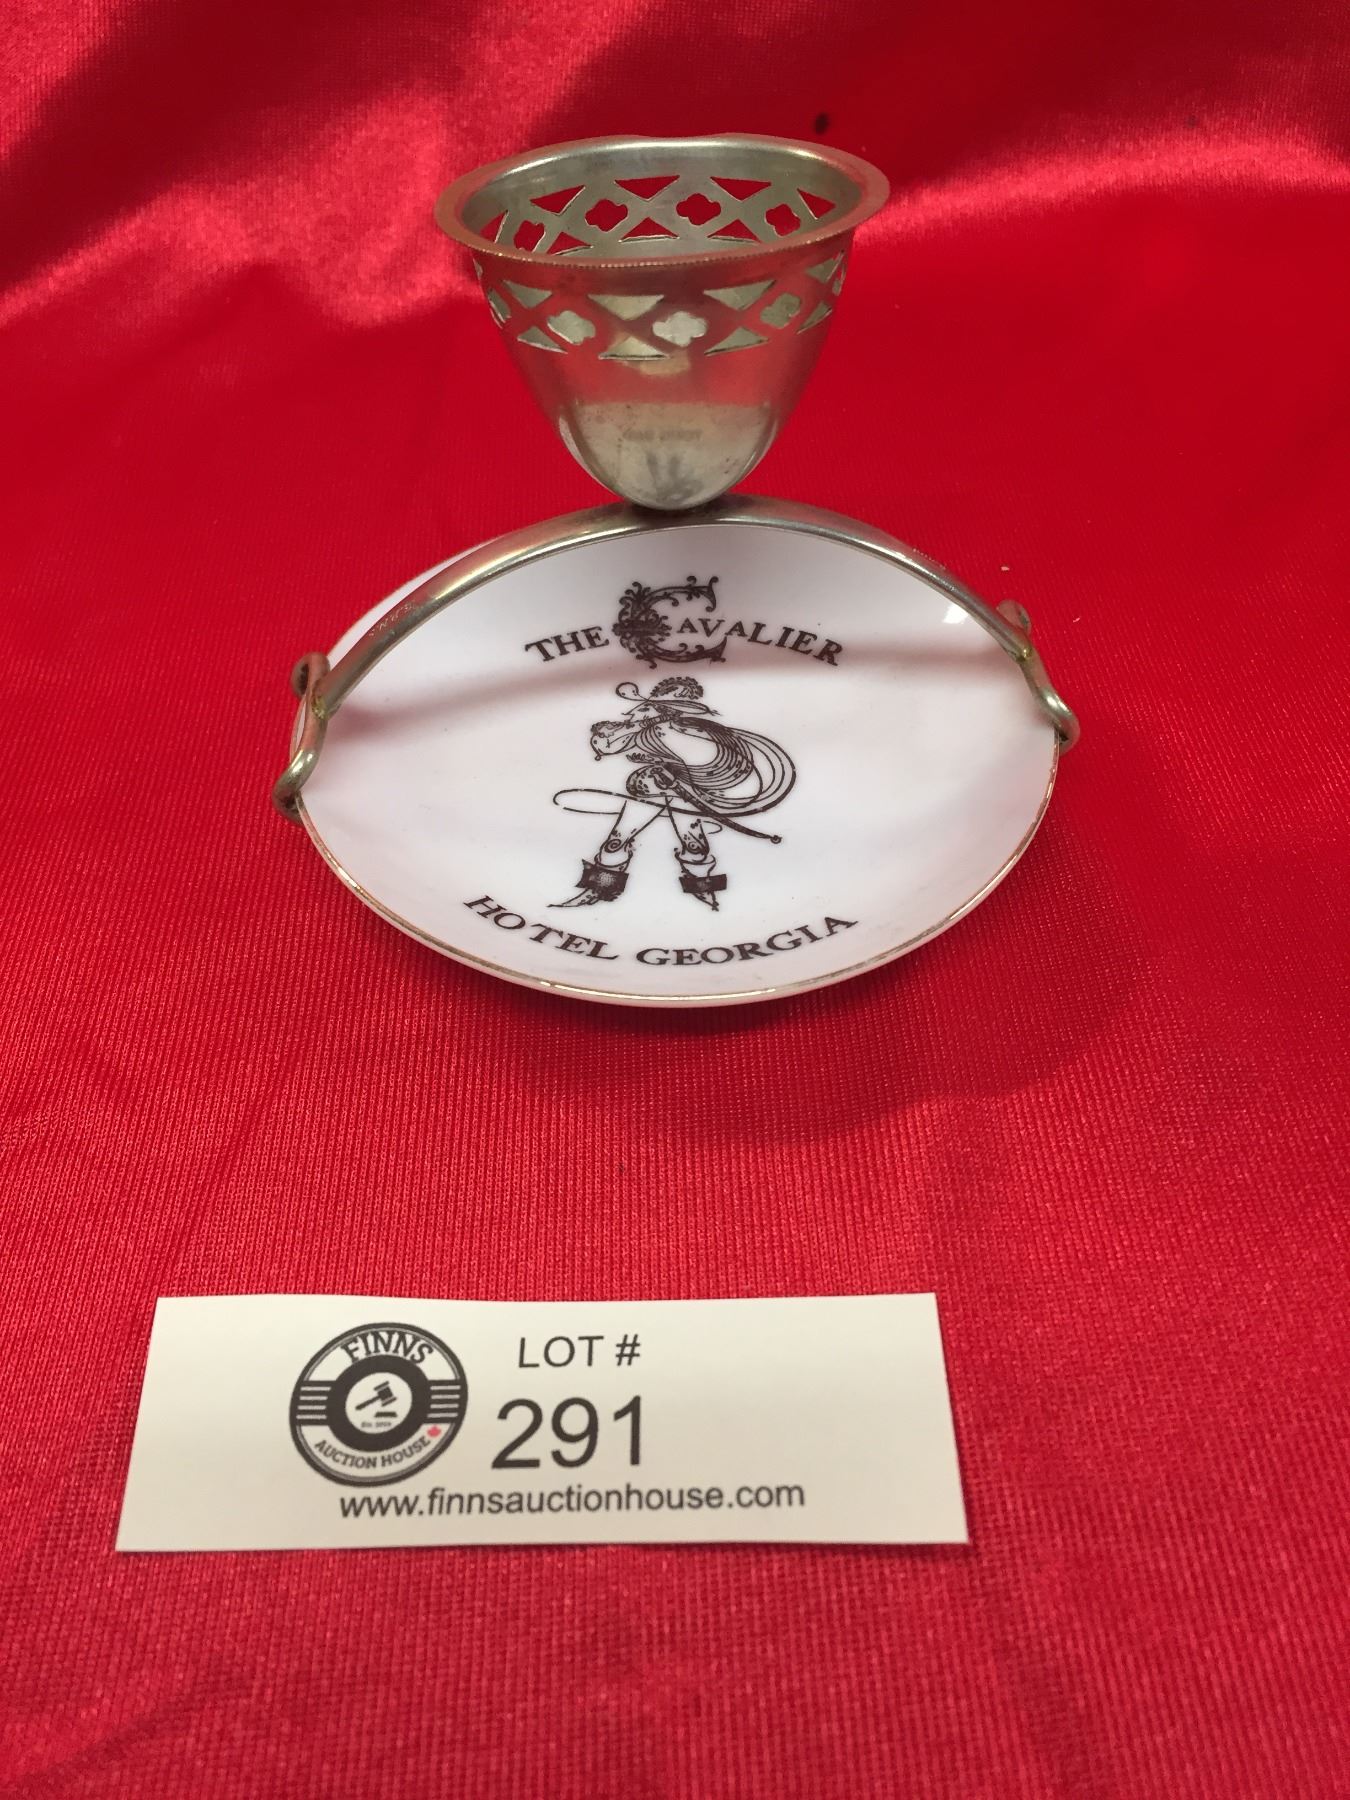 THE CAVALIER
HOTEL GEORGIA
FINNS
AUCTION HOUSE
LOT #
291
www.finnsauctionhouse.com